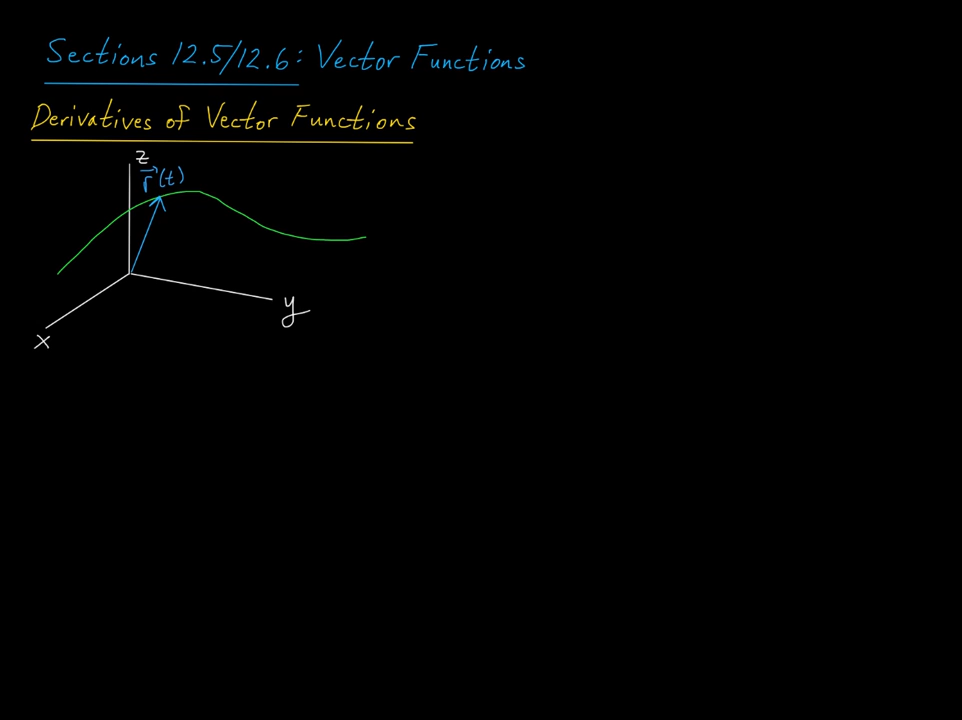 Sections 12.5/12.6: Vector Functions
Derivatives of Vector Functions
z
r⃗(t)
y
x